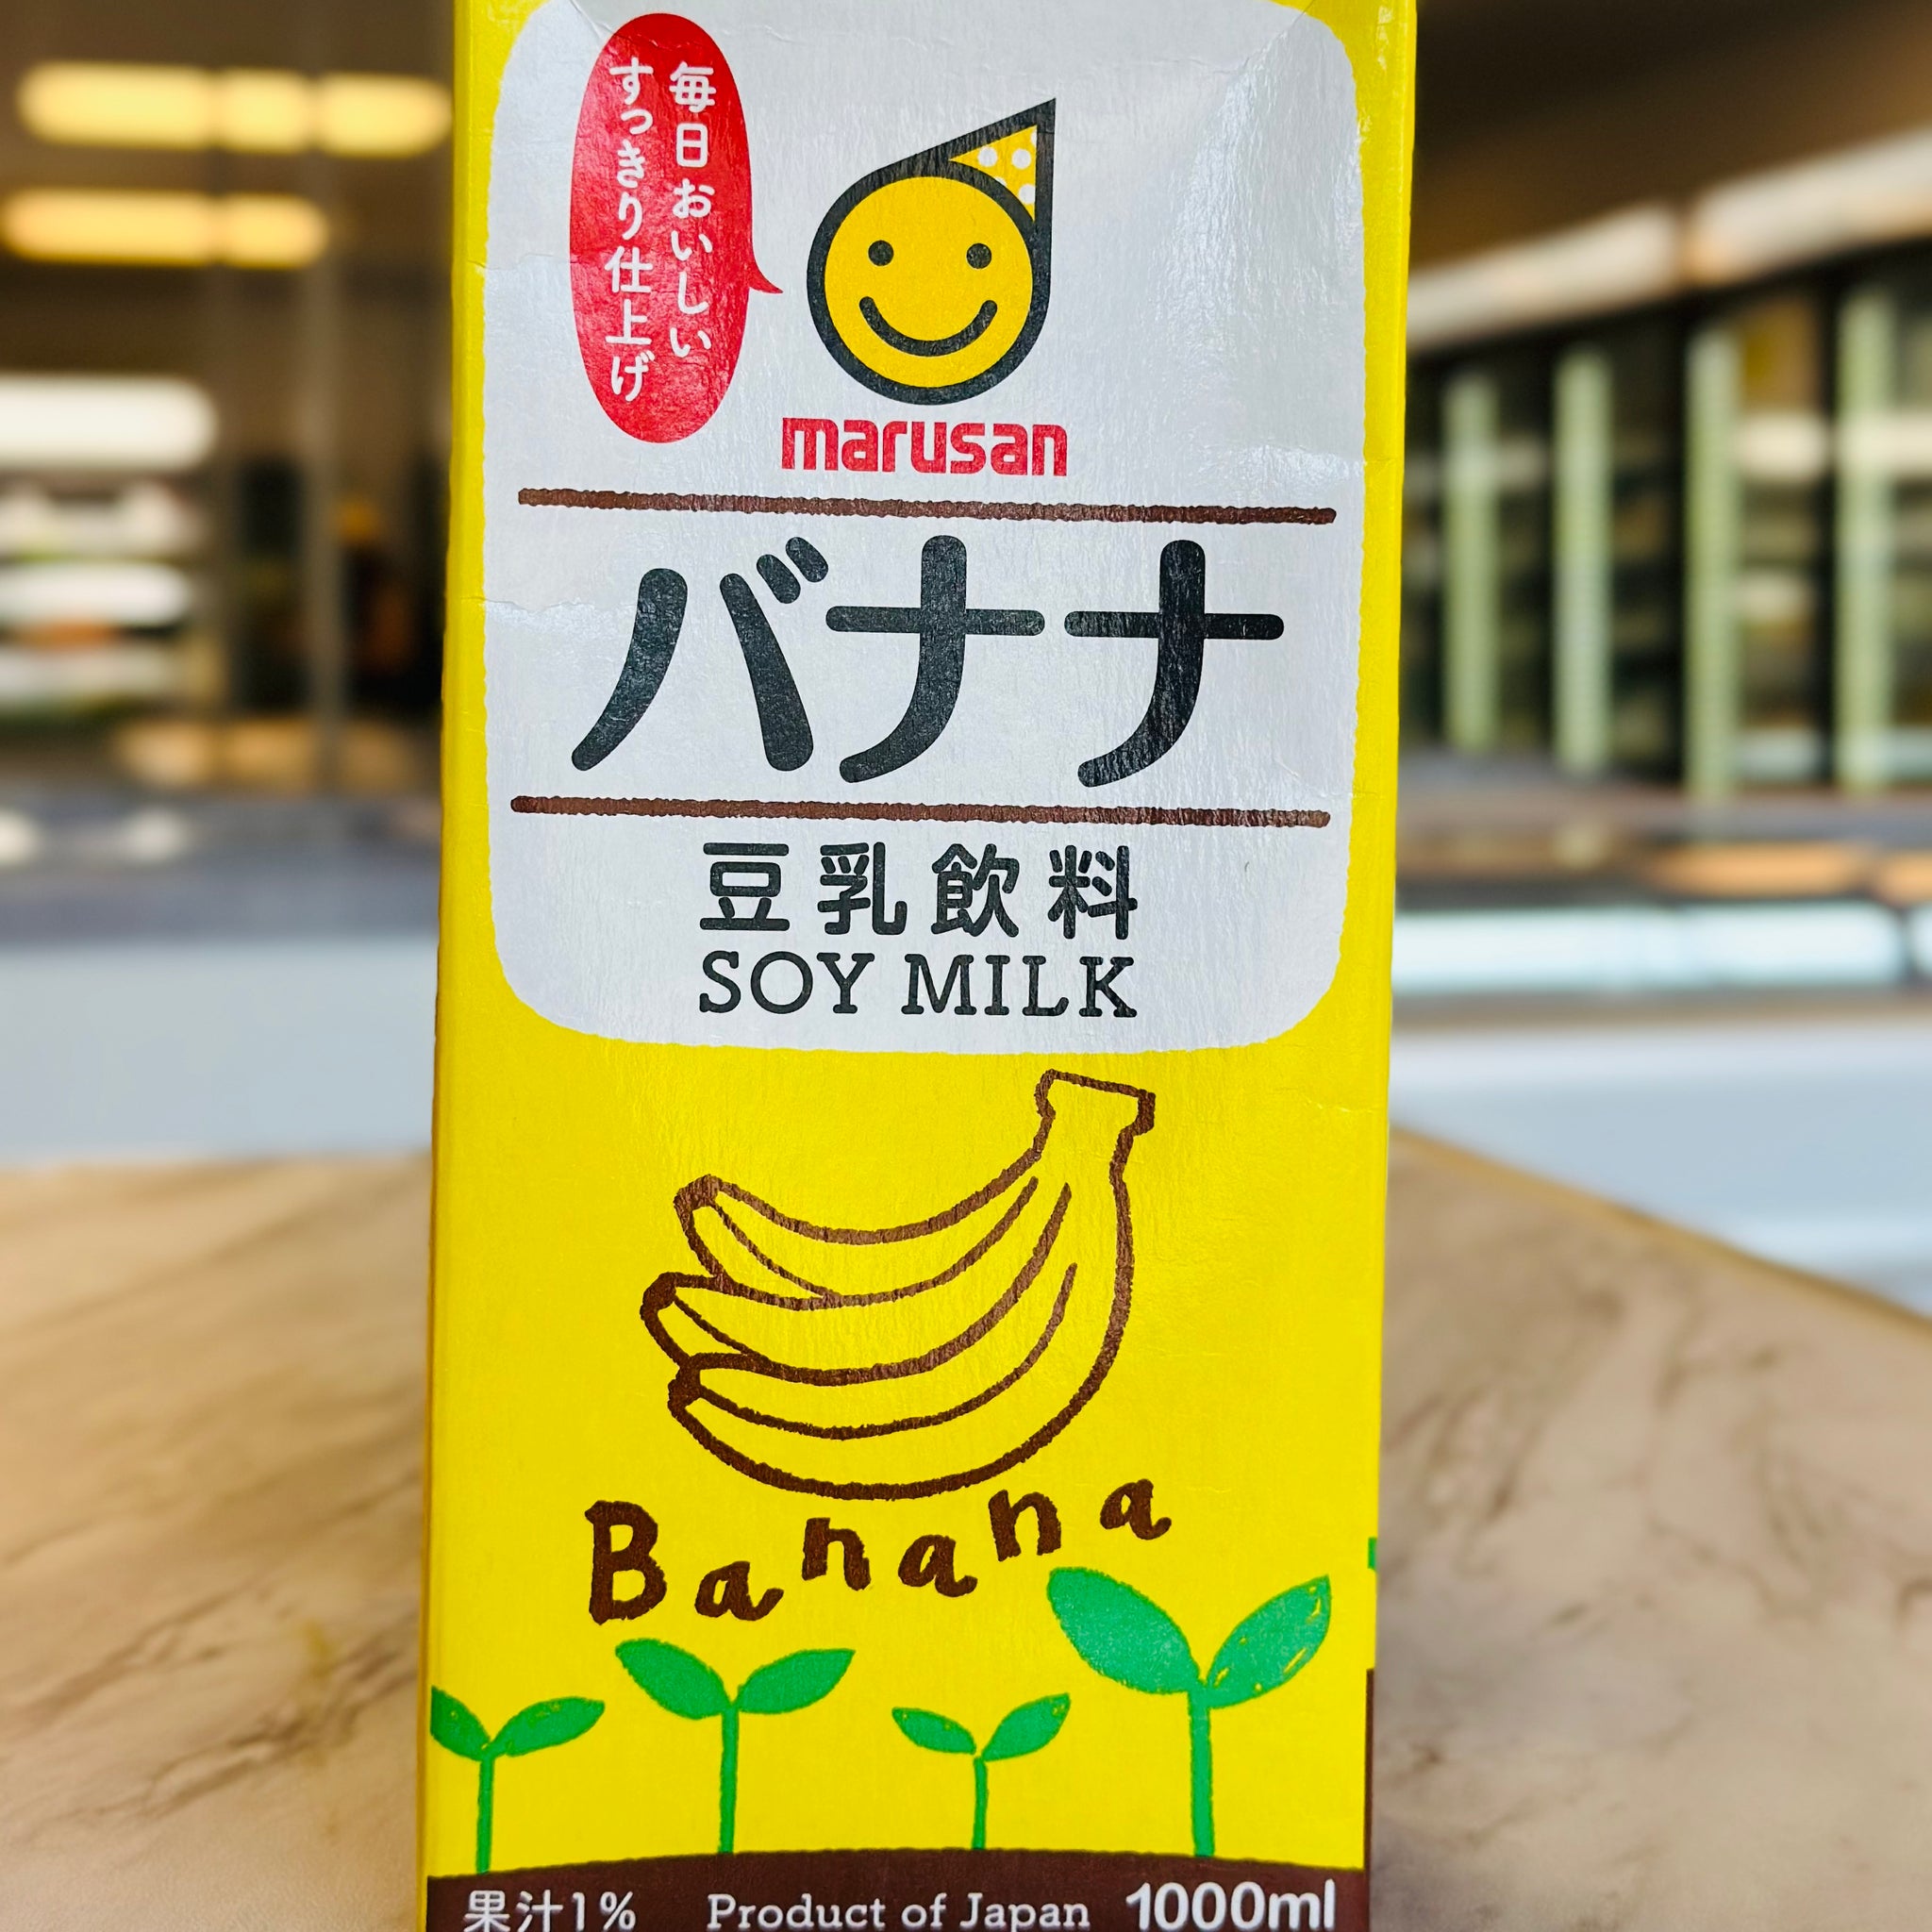 毎日おいしい
すっきり仕上げ
marusan
バナナ
豆乳飲料
SOY MILK
Banana
果汁1% Product of Japan 1000ml